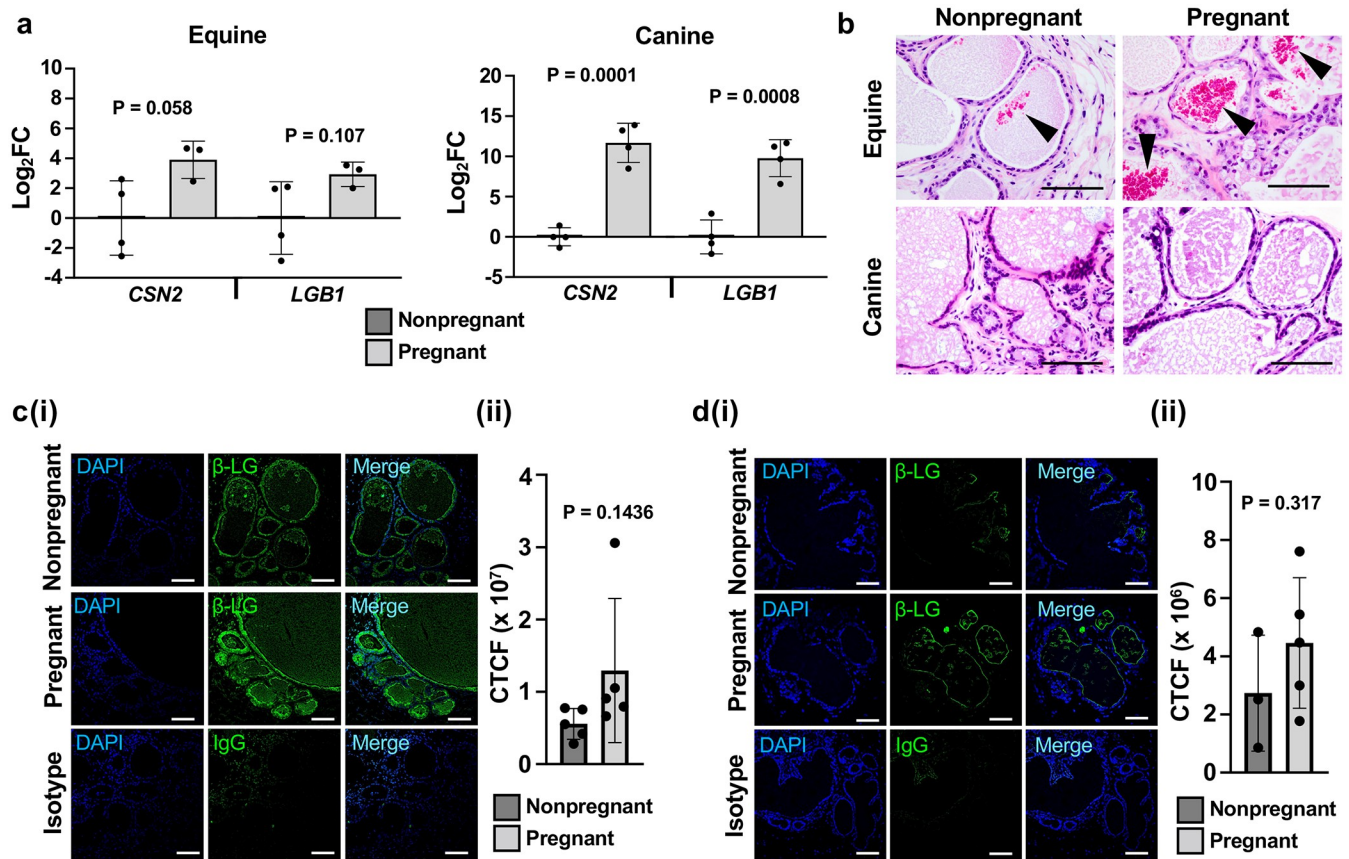 a
Equine
Log₂FC
10
8
6
4
2
0
-2
-4
P = 0.058
P = 0.107
CSN2
LGB1
Canine
Log₂FC
20
15
10
5
0
-5
P = 0.0001
P = 0.0008
CSN2
LGB1
Nonpregnant
Pregnant
b
Nonpregnant
Pregnant
Equine
Canine
c(i)
Nonpregnant
DAPI
β-LG
Merge
Pregnant
DAPI
β-LG
Merge
Isotype
DAPI
IgG
Merge
(ii)
CTCF (x 10⁷)
4
3
2
1
0
P = 0.1436
Nonpregnant
Pregnant
d(i)
Nonpregnant
DAPI
β-LG
Merge
Pregnant
DAPI
β-LG
Merge
Isotype
DAPI
IgG
Merge
(ii)
CTCF (x 10⁶)
10
8
6
4
2
0
P = 0.317
Nonpregnant
Pregnant